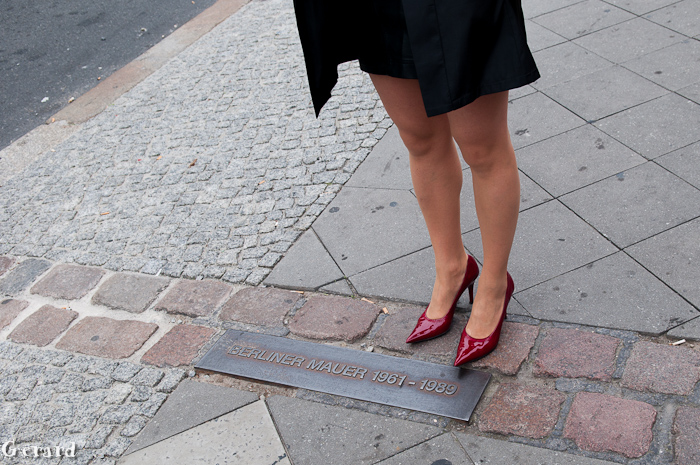 BERLINER MAUER 1961 - 1989
Gerard